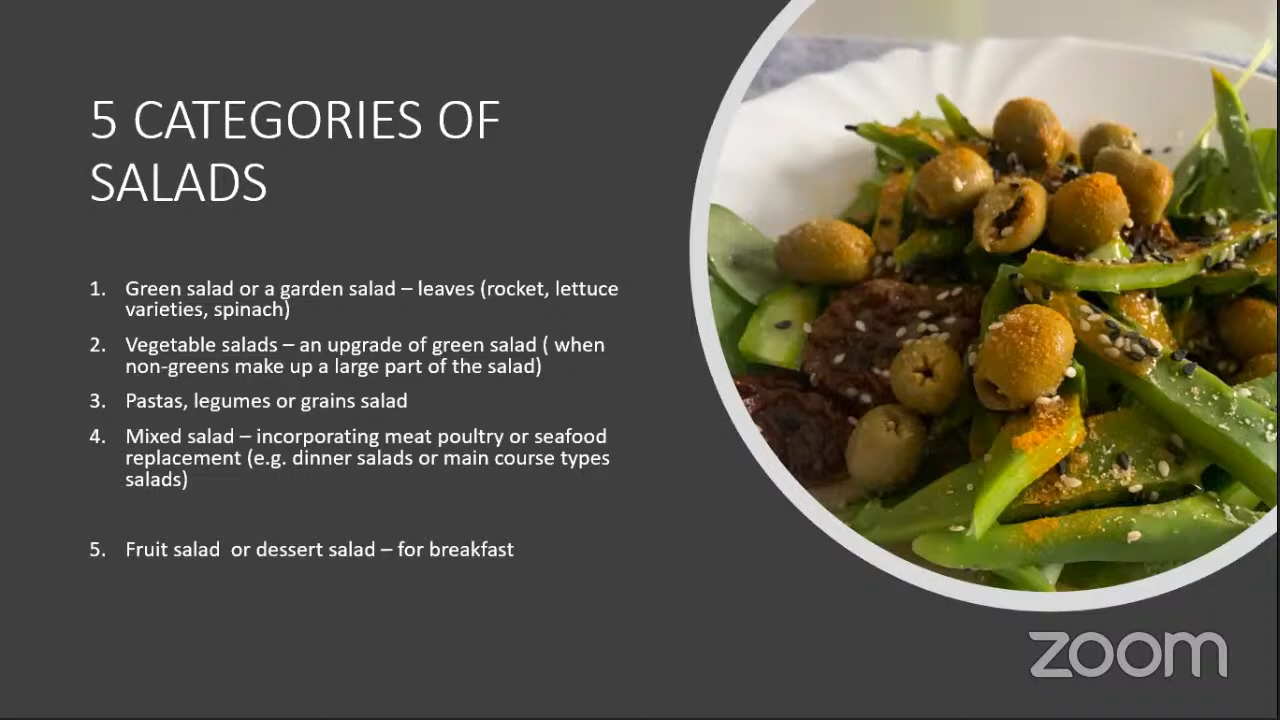 5 CATEGORIES OF
SALADS
1. Green salad or a garden salad – leaves (rocket, lettuce
varieties, spinach)
2. Vegetable salads – an upgrade of green salad ( when
non-greens make up a large part of the salad)
3. Pastas, legumes or grains salad
4. Mixed salad – incorporating meat poultry or seafood
replacement (e.g. dinner salads or main course types
salads)
5. Fruit salad  or dessert salad – for breakfast
zoom